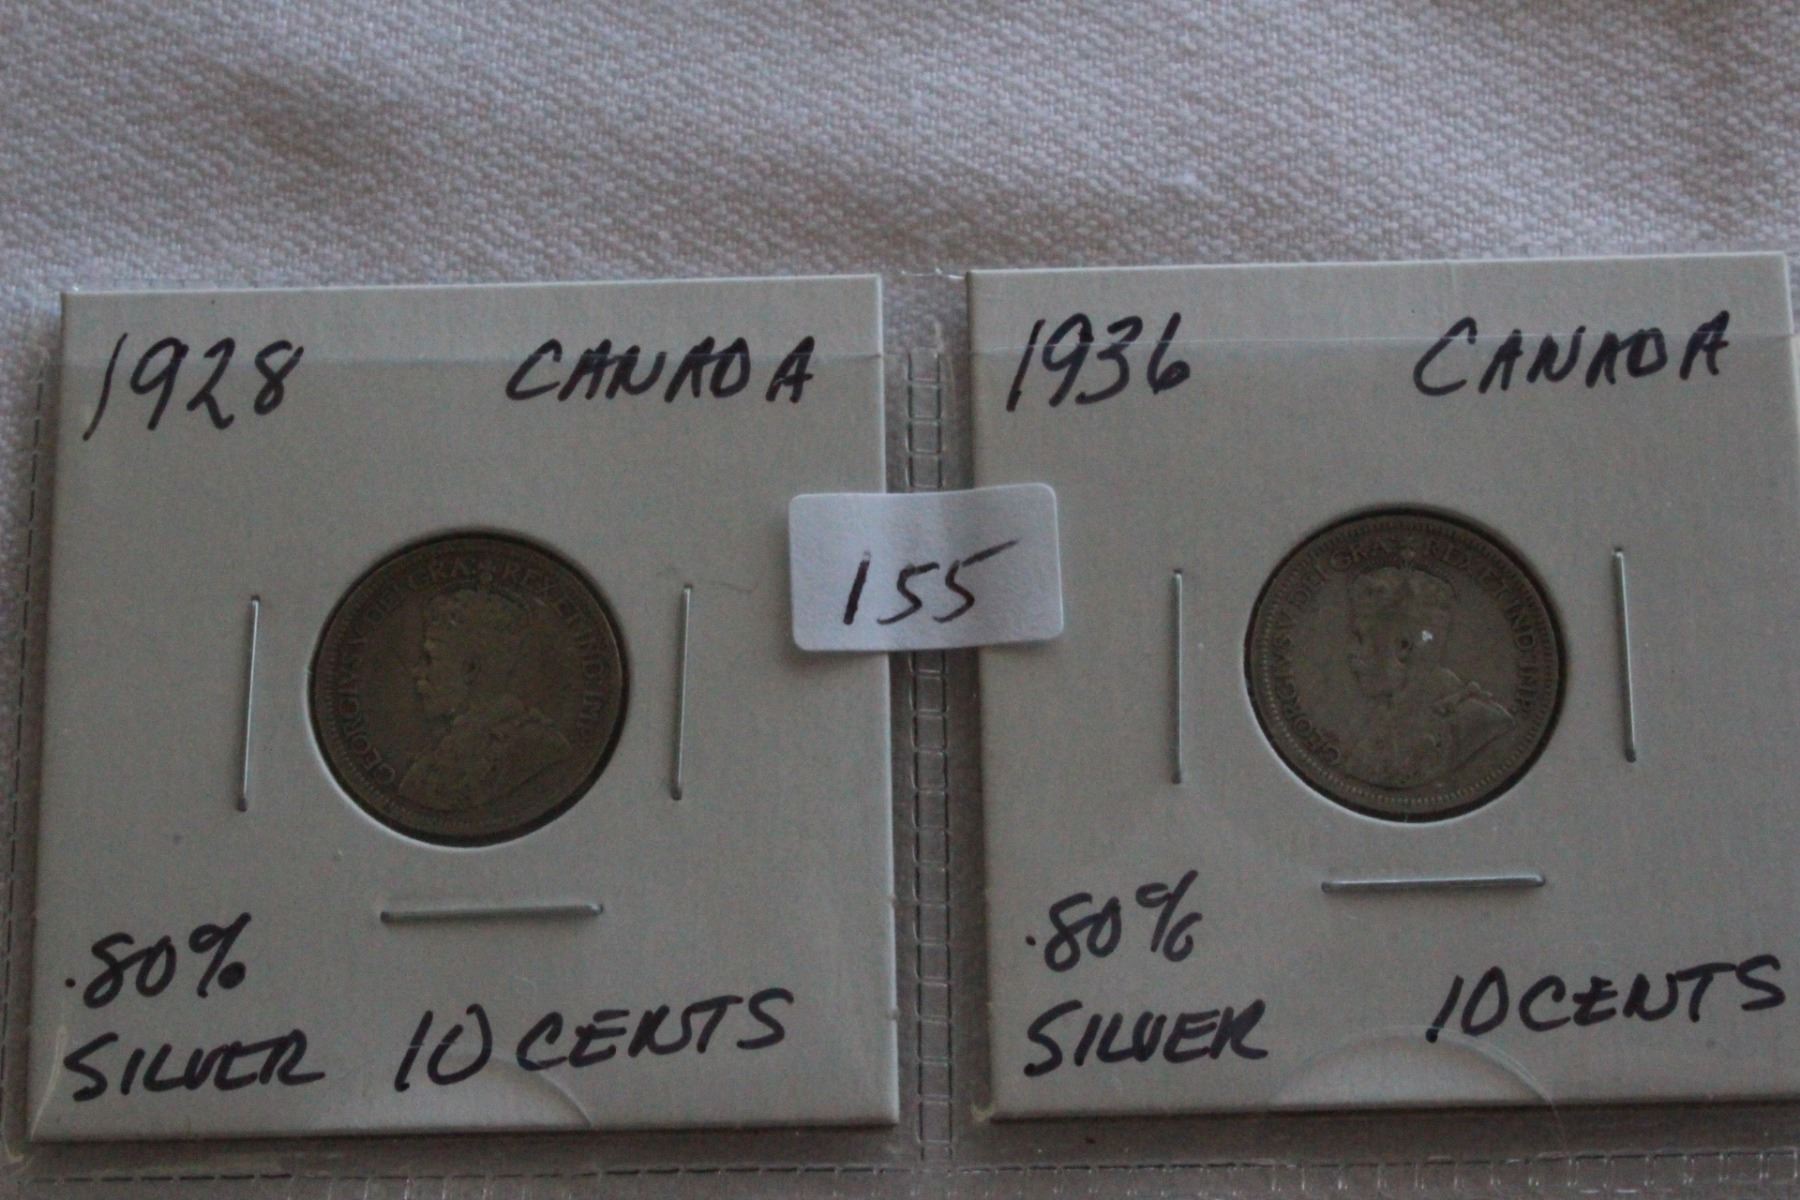 1928 CANADA
GEORGIVS V DEI GRA: REX ET IND: IMP:
.80%
SILVER 10 CENTS
155
1936 CANADA
GEORGIVS V DEI GRA: REX ET IND: IMP:
.80%
SILVER 10 CENTS